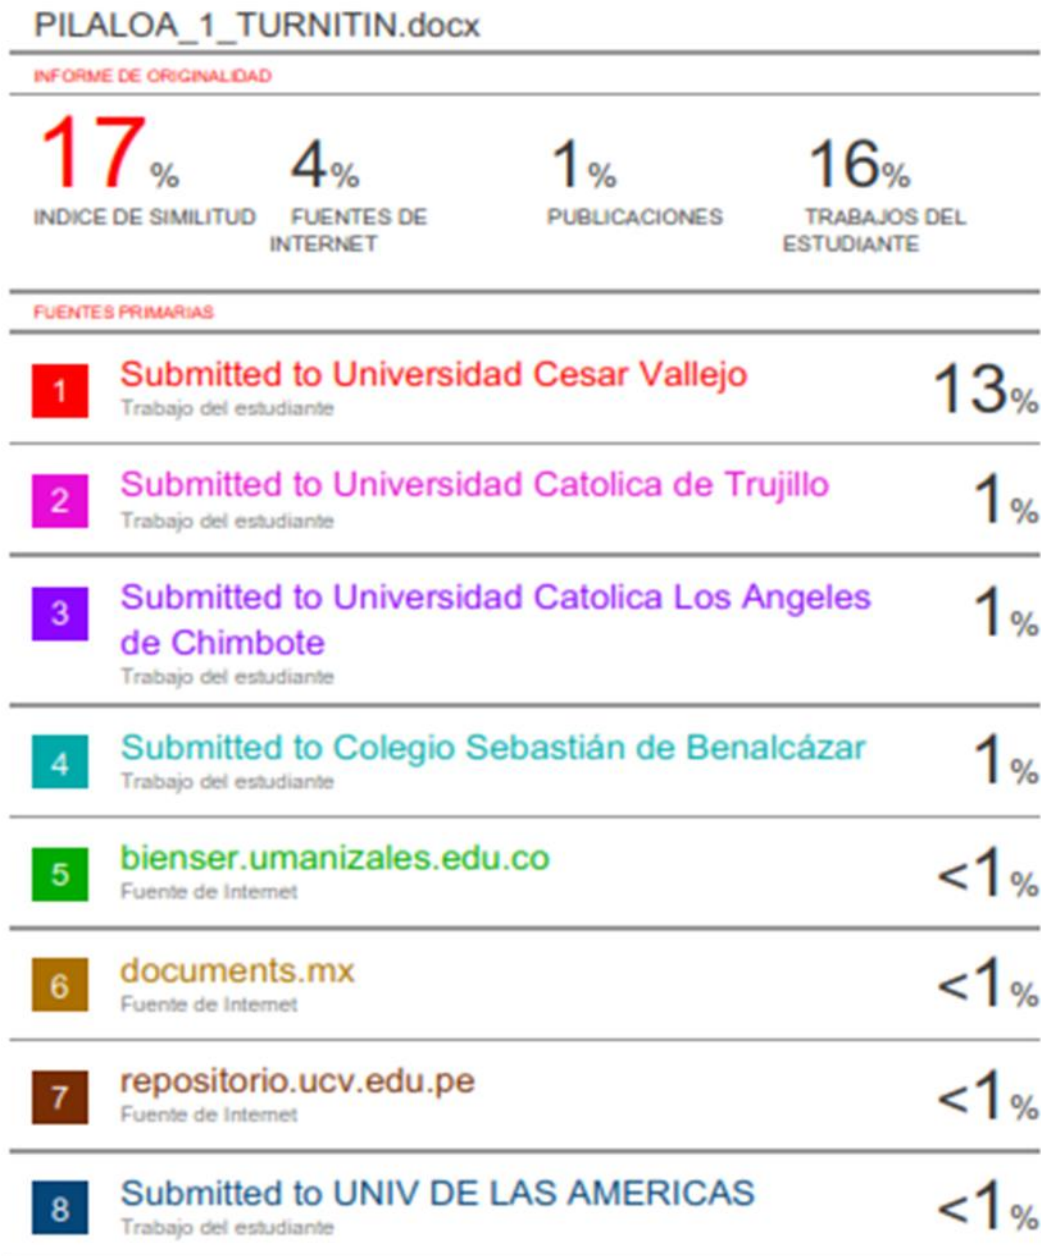 PILALOA_1_TURNITIN.docx
INFORME DE ORIGINALIDAD
17% 4% 1% 16%
INDICE DE SIMILITUD FUENTES DE PUBLICACIONES TRABAJOS DEL
INTERNET ESTUDIANTE
FUENTES PRIMARIAS
1 Submitted to Universidad Cesar Vallejo 13%
Trabajo del estudiante
2 Submitted to Universidad Catolica de Trujillo 1%
Trabajo del estudiante
3 Submitted to Universidad Catolica Los Angeles 1%
de Chimbote
Trabajo del estudiante
4 Submitted to Colegio Sebastián de Benalcázar 1%
Trabajo del estudiante
5 bienser.umanizales.edu.co <1%
Fuente de Internet
6 documents.mx <1%
Fuente de Internet
7 repositorio.ucv.edu.pe <1%
Fuente de Internet
8 Submitted to UNIV DE LAS AMERICAS <1%
Trabajo del estudiante